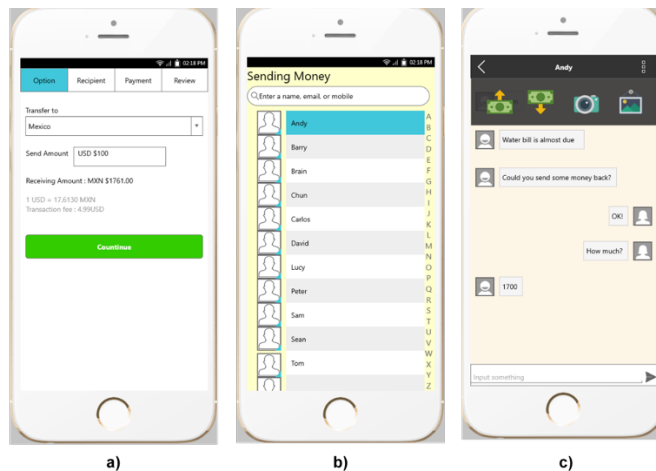 02:18 PM
Option
Recipient
Payment
Review
Transfer to
Mexico
Send Amount
USD $100
Receiving Amount : MXN $1761.00
1 USD = 17.6130 MXN
Transaction fee : 4.99USD
Countinue
a)
02:18 PM
Sending Money
Enter a name, email, or mobile
Andy
Barry
Brain
Chun
Carlos
David
Lucy
Peter
Sam
Sean
Tom
A
B
C
D
E
F
G
H
I
J
K
L
M
N
O
P
Q
R
S
T
U
V
W
X
Y
Z
b)
Andy
Water bill is almost due
Could you send some money back?
OK!
How much?
1700
Input something
c)